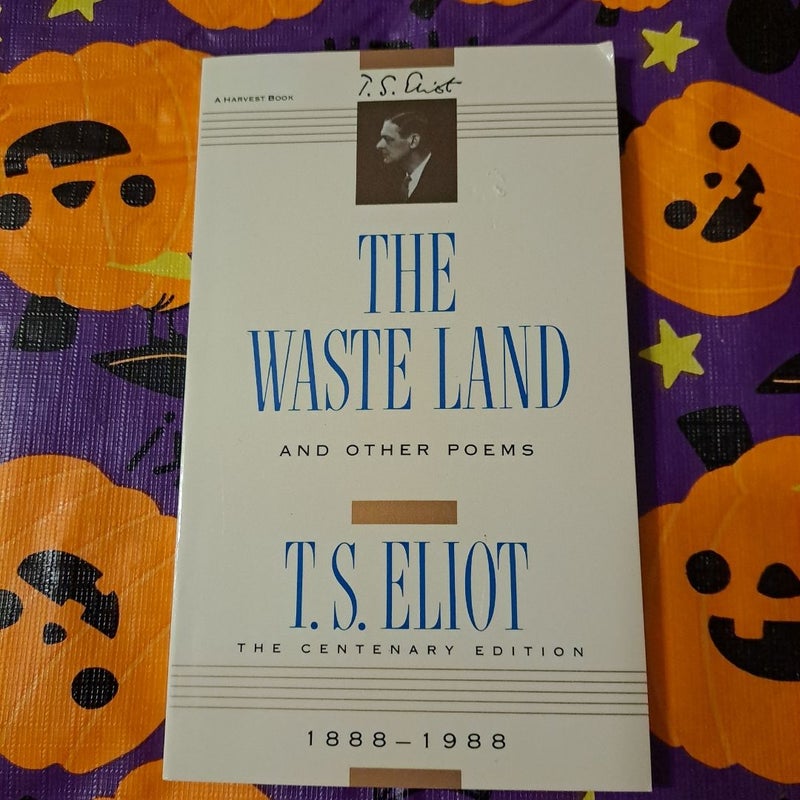 T. S. Eliot
A HARVEST BOOK
THE
WASTE LAND
AND OTHER POEMS
T. S. ELIOT
THE CENTENARY EDITION
1888–1988